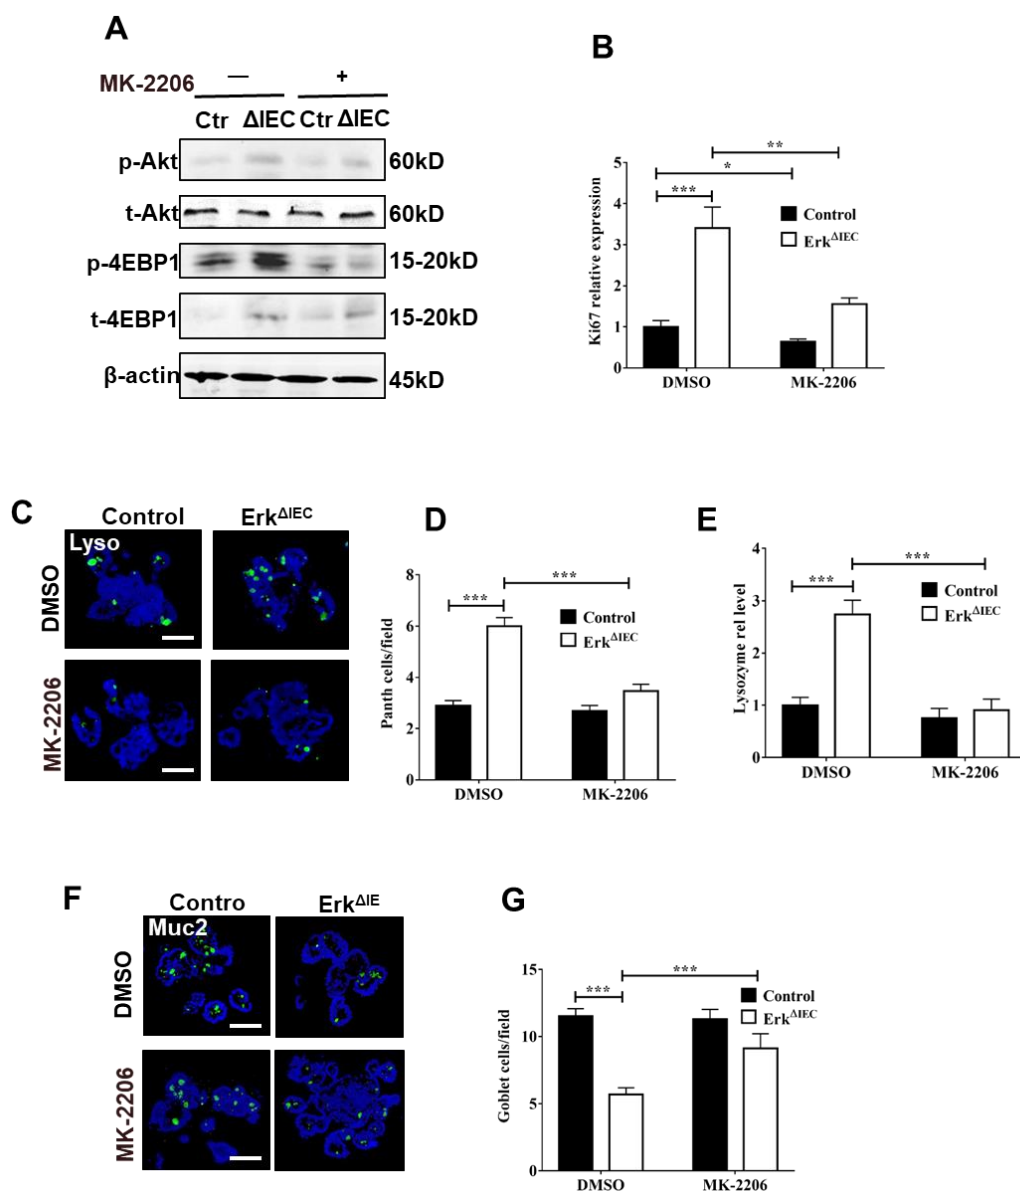 A
MK-2206 — +
Ctr ΔIEC Ctr ΔIEC
p-Akt 60kD
t-Akt 60kD
p-4EBP1 15-20kD
t-4EBP1 15-20kD
β-actin 45kD
B
**
*
***
Ki67 relative expression
5
4
3
2
1
0
Control
Erk^ΔIEC
DMSO MK-2206
C
Control Erk^ΔIEC
Lyso
DMSO
MK-2206
D
***
***
Panth cells/field
8
6
4
2
0
Control
Erk^ΔIEC
DMSO MK-2206
E
***
***
Lysozyme rel level
4
3
2
1
0
Control
Erk^ΔIEC
DMSO MK-2206
F
Contro Erk^ΔIE
Muc2
DMSO
MK-2206
G
***
***
Goblet cells/field
15
10
5
0
Control
Erk^ΔIEC
DMSO MK-2206